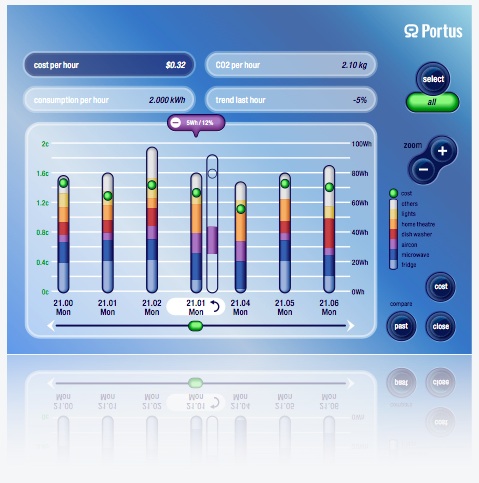 Portus
cost per hour $0.32
CO2 per hour 2.10 kg
select
consumption per hour 2.000 kWh
trend last hour -5%
all
5Wh / 12%
zoom
2c
1.6c
1.2c
0.8c
0.4c
0c
100Wh
80Wh
60Wh
40Wh
20Wh
0Wh
cost
others
lights
home theatre
dish washer
aircon
microwave
fridge
21.00 21.01 21.02 21.01 21.04 21.05 21.06
Mon Mon Mon Mon Mon Mon
cost
compare
past
close